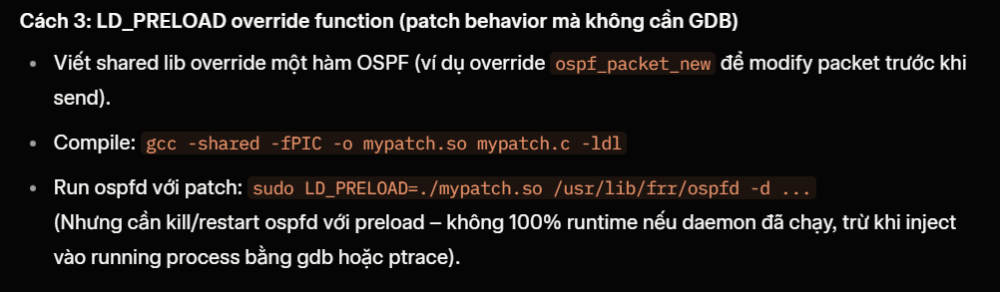 Cách 3: LD_PRELOAD override function (patch behavior mà không cần GDB)
• Viết shared lib override một hàm OSPF (ví dụ override ospf_packet_new để modify packet trước khi
send).
• Compile: gcc -shared -fPIC -o mypatch.so mypatch.c -ldl
• Run ospfd với patch: sudo LD_PRELOAD=./mypatch.so /usr/lib/frr/ospfd -d ...
(Nhưng cần kill/restart ospfd với preload – không 100% runtime nếu daemon đã chạy, trừ khi inject
vào running process bằng gdb hoặc ptrace).